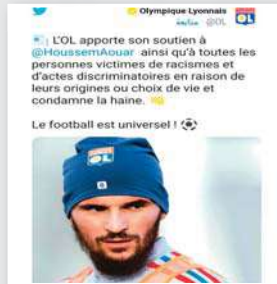 Olympique Lyonnais
متابعة @OL
L'OL apporte son soutien à
@HoussemAouar ainsi qu'à toutes les
personnes victimes de racismes et
d'actes discriminatoires en raison de
leurs origines ou choix de vie et
condamne la haine.
Le football est universel !
OL